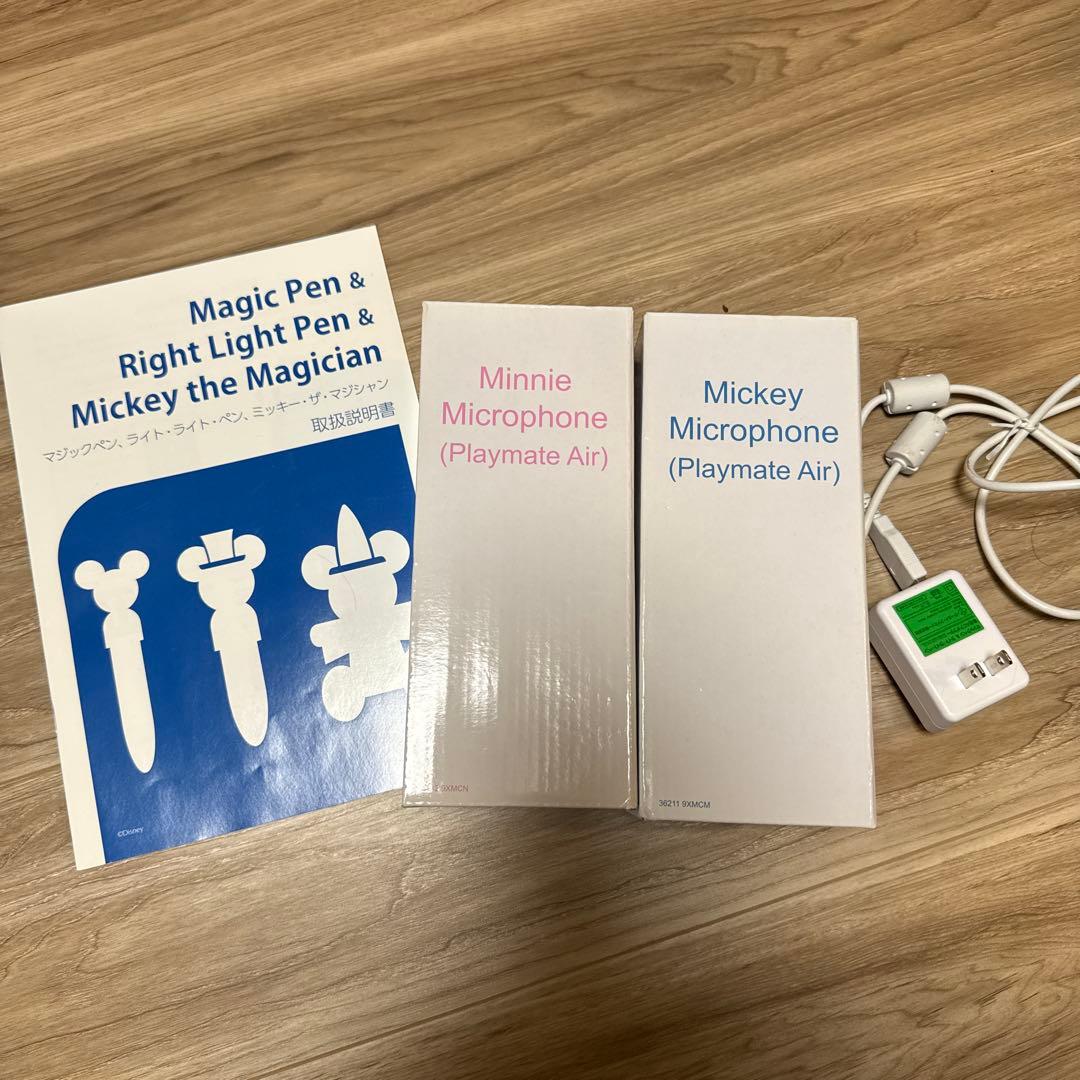 Magic Pen &
Right Light Pen &
Mickey the Magician
マジックペン、ライト・ライト・ペン、ミッキー・ザ・マジシャン
取扱説明書
©Disney
Minnie
Microphone
(Playmate Air)
9XMCN
Mickey
Microphone
(Playmate Air)
36211 9XMCM